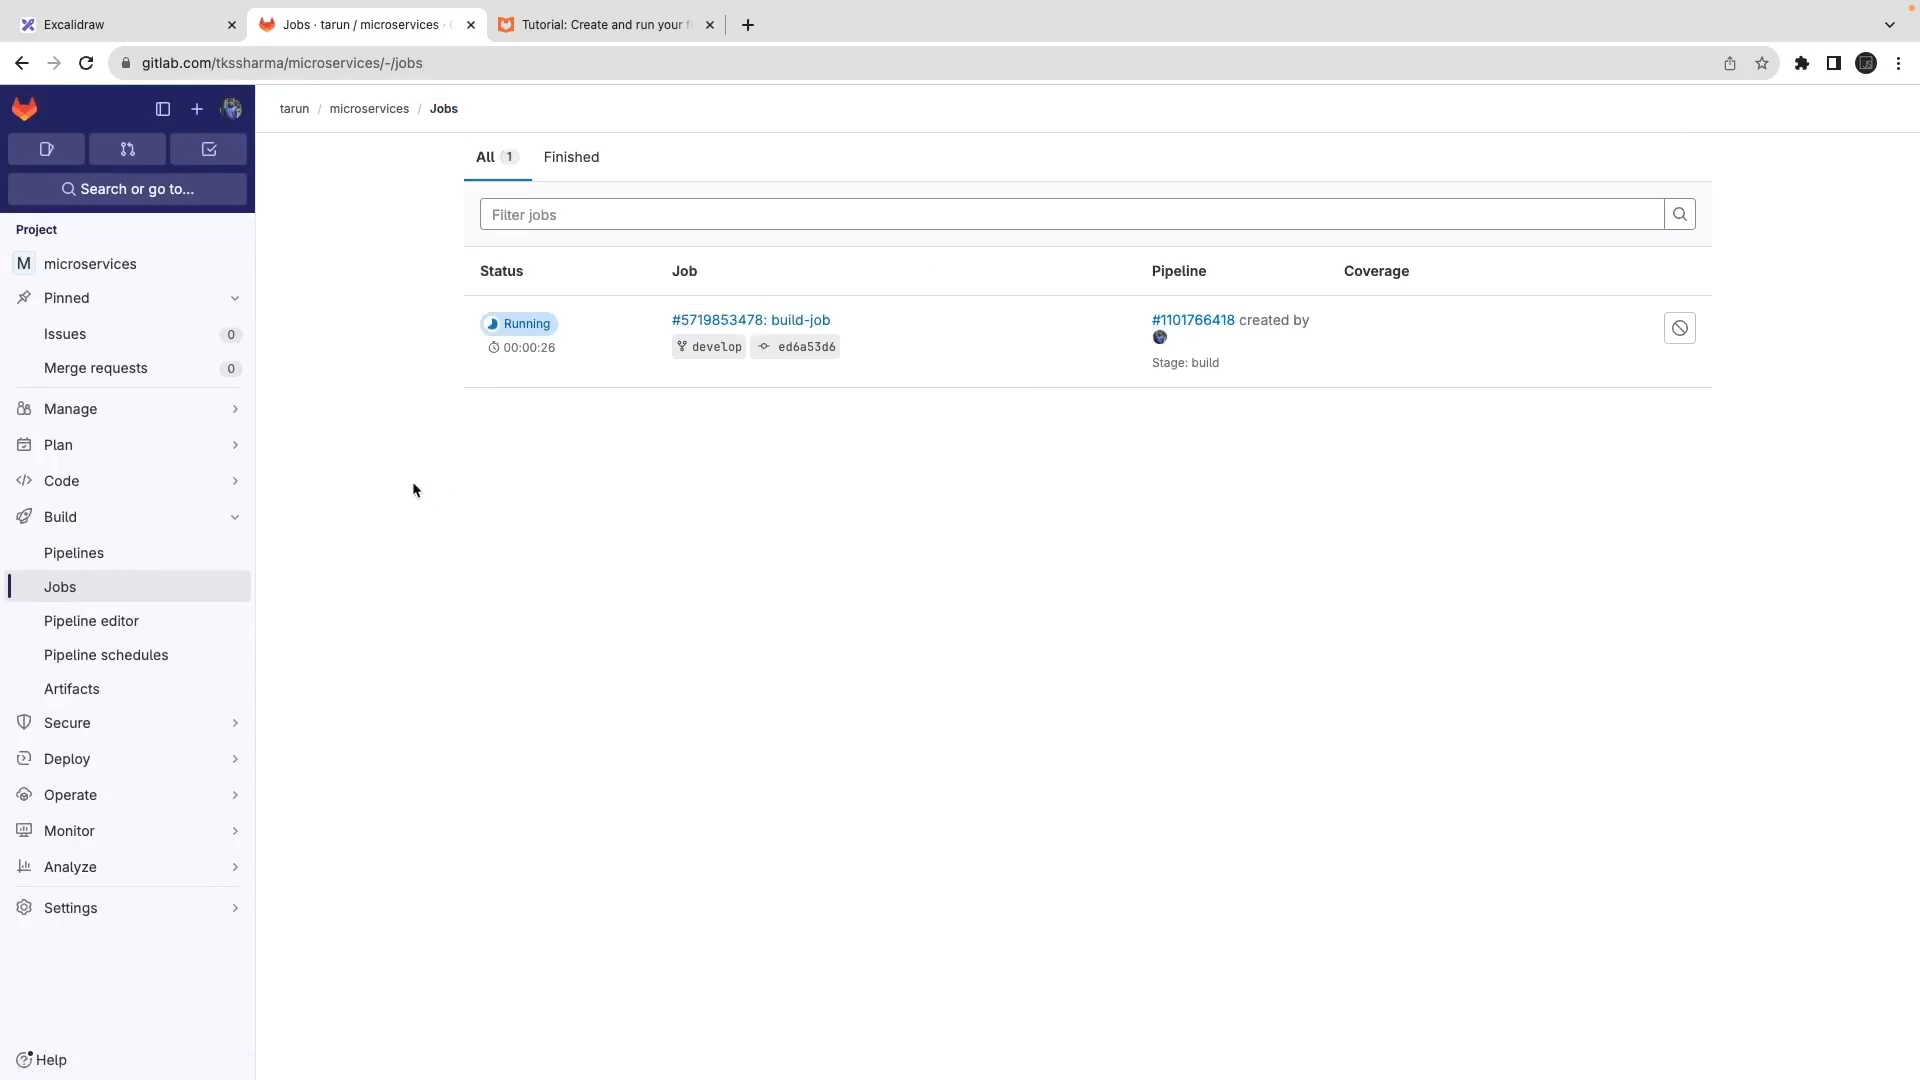 Excalidraw
Jobs · tarun / microservices ·
Tutorial: Create and run your f
gitlab.com/tkssharma/microservices/-/jobs
tarun / microservices / Jobs
Search or go to...
Project
M microservices
Pinned
Issues 0
Merge requests 0
Manage
Plan
Code
Build
Pipelines
Jobs
Pipeline editor
Pipeline schedules
Artifacts
Secure
Deploy
Operate
Monitor
Analyze
Settings
Help
All 1 Finished
Filter jobs
Status Job Pipeline Coverage
Running #5719853478: build-job #1101766418 created by
00:00:26 develop ed6a53d6
Stage: build